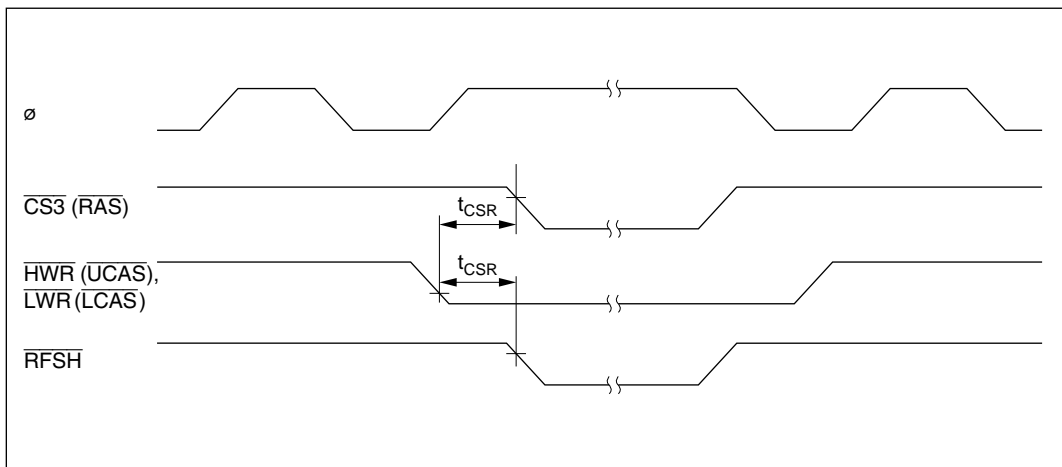 ø
CS3 (RAS)
tCSR
HWR (UCAS),
LWR (LCAS)
tCSR
RFSH